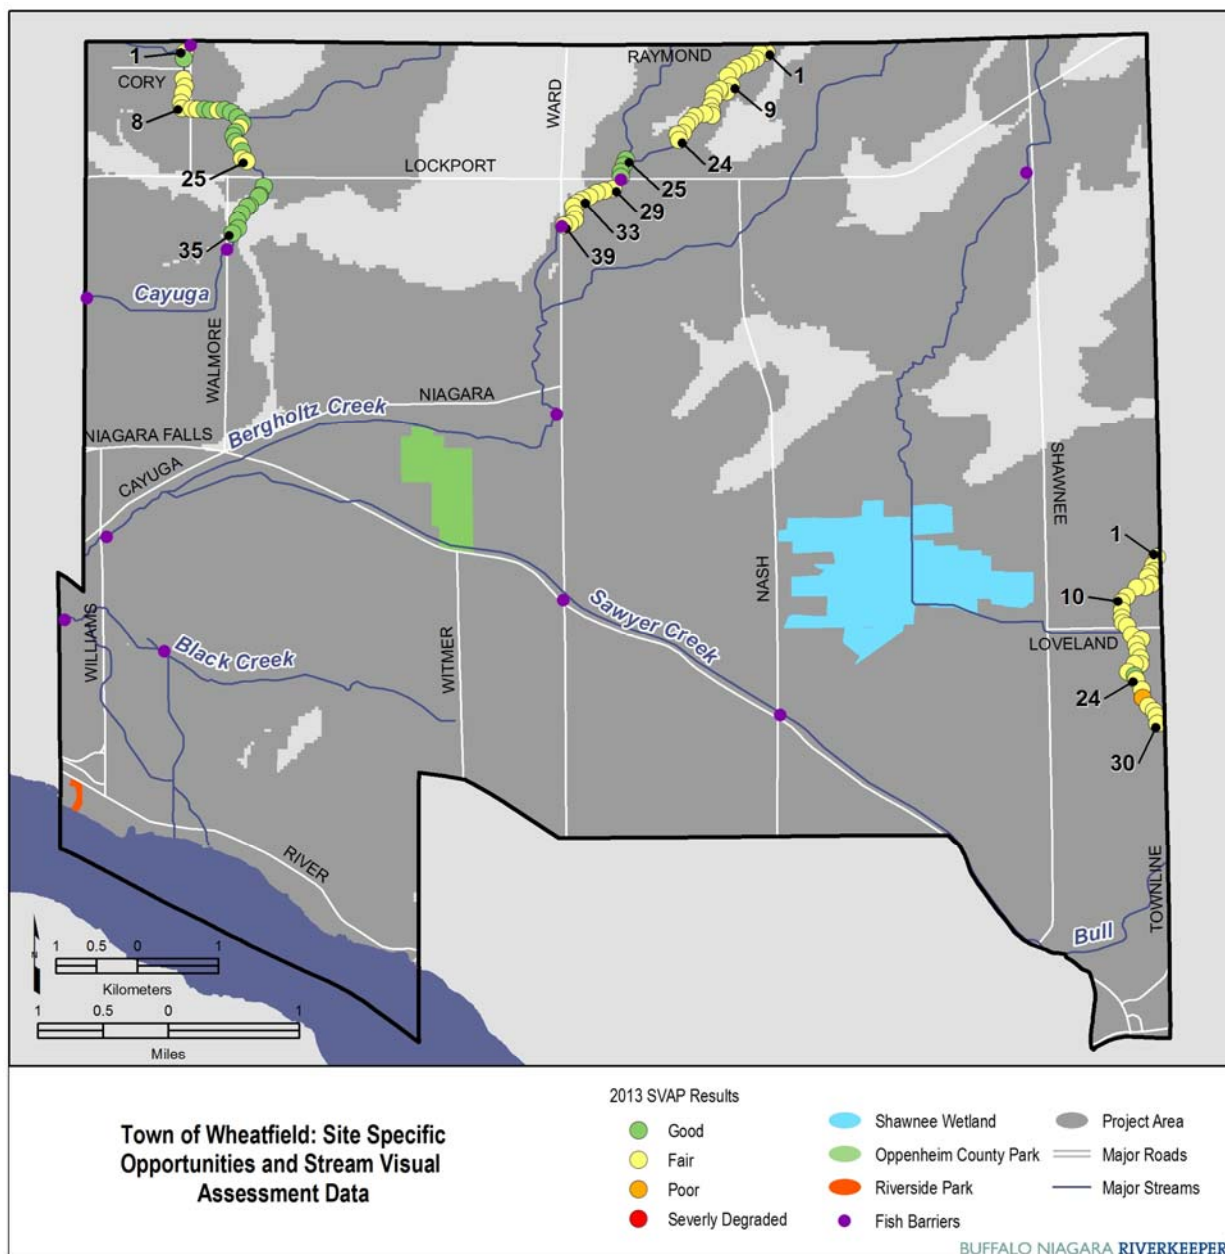 1
CORY
8
25
35
Cayuga
WALMORE
LOCKPORT
WARD
RAYMOND
1
9
24
25
29
33
39
NIAGARA
Bergholtz Creek
NIAGARA FALLS
CAYUGA
SHAWNEE
NASH
1
10
LOVELAND
24
30
Sawyer Creek
WILLIAMS
Black Creek
WITMER
RIVER
TOWNLINE
Bull
N
1 0.5 0 1
Kilometers
1 0.5 0 1
Miles
Town of Wheatfield: Site Specific
Opportunities and Stream Visual
Assessment Data
2013 SVAP Results
Good
Fair
Poor
Severly Degraded
Shawnee Wetland
Oppenheim County Park
Riverside Park
Fish Barriers
Project Area
Major Roads
Major Streams
BUFFALO NIAGARA RIVERKEEPER